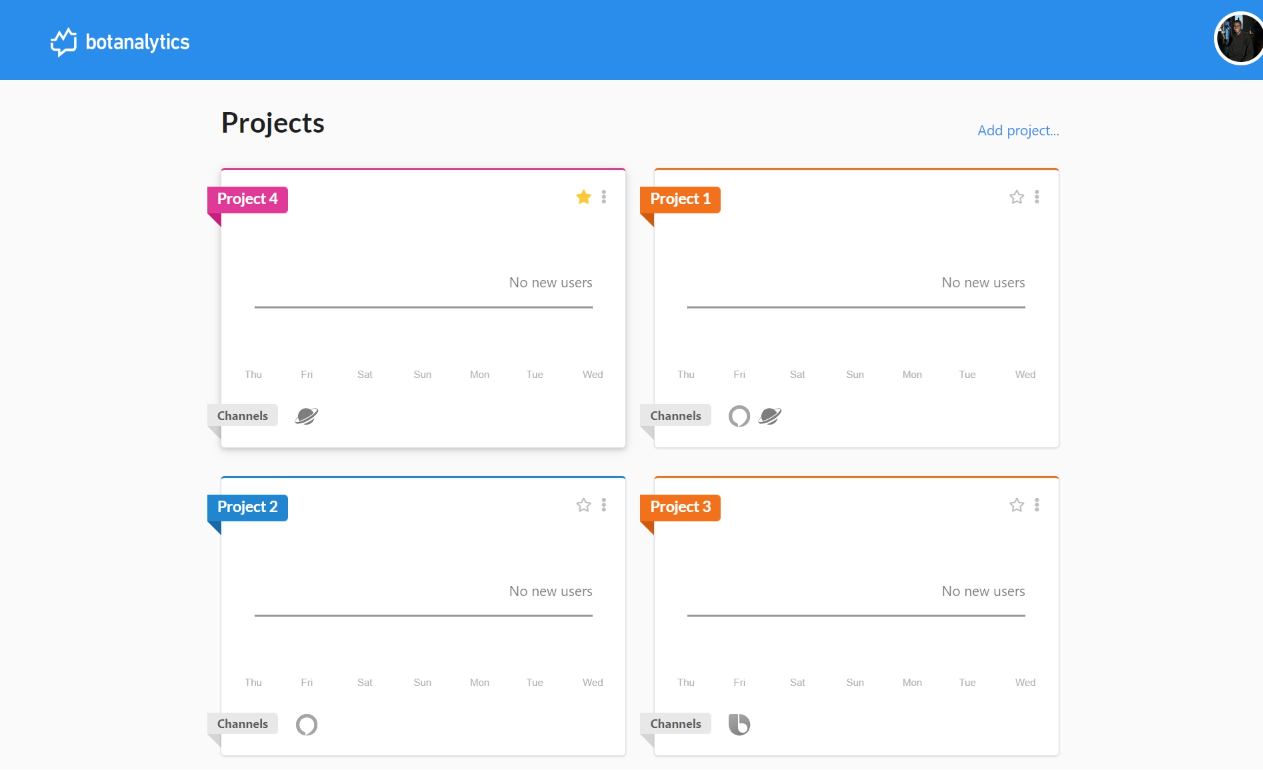 botanalytics
Projects
Add project...
Project 4
No new users
Thu Fri Sat Sun Mon Tue Wed
Channels
Project 1
No new users
Thu Fri Sat Sun Mon Tue Wed
Channels
Project 2
No new users
Thu Fri Sat Sun Mon Tue Wed
Channels
Project 3
No new users
Thu Fri Sat Sun Mon Tue Wed
Channels